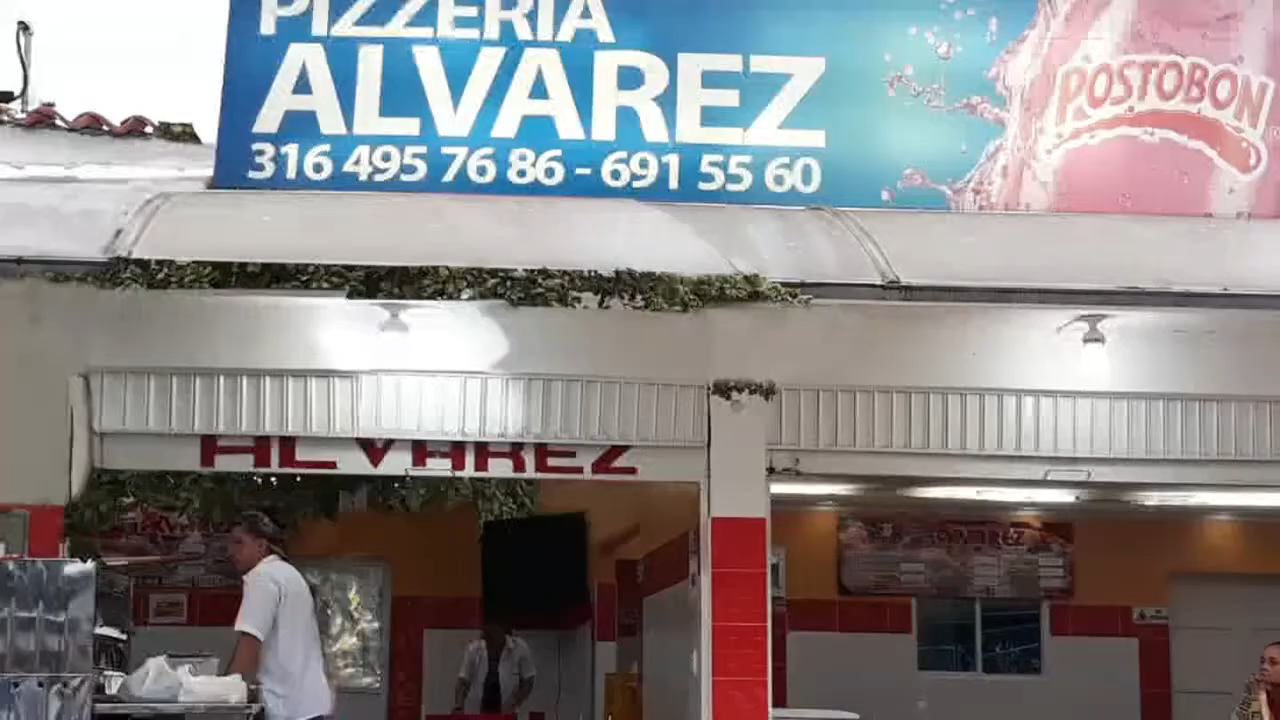 PIZZERIA
ALVAREZ
316 495 76 86 - 691 55 60
POSTOBON
ALVAREZ